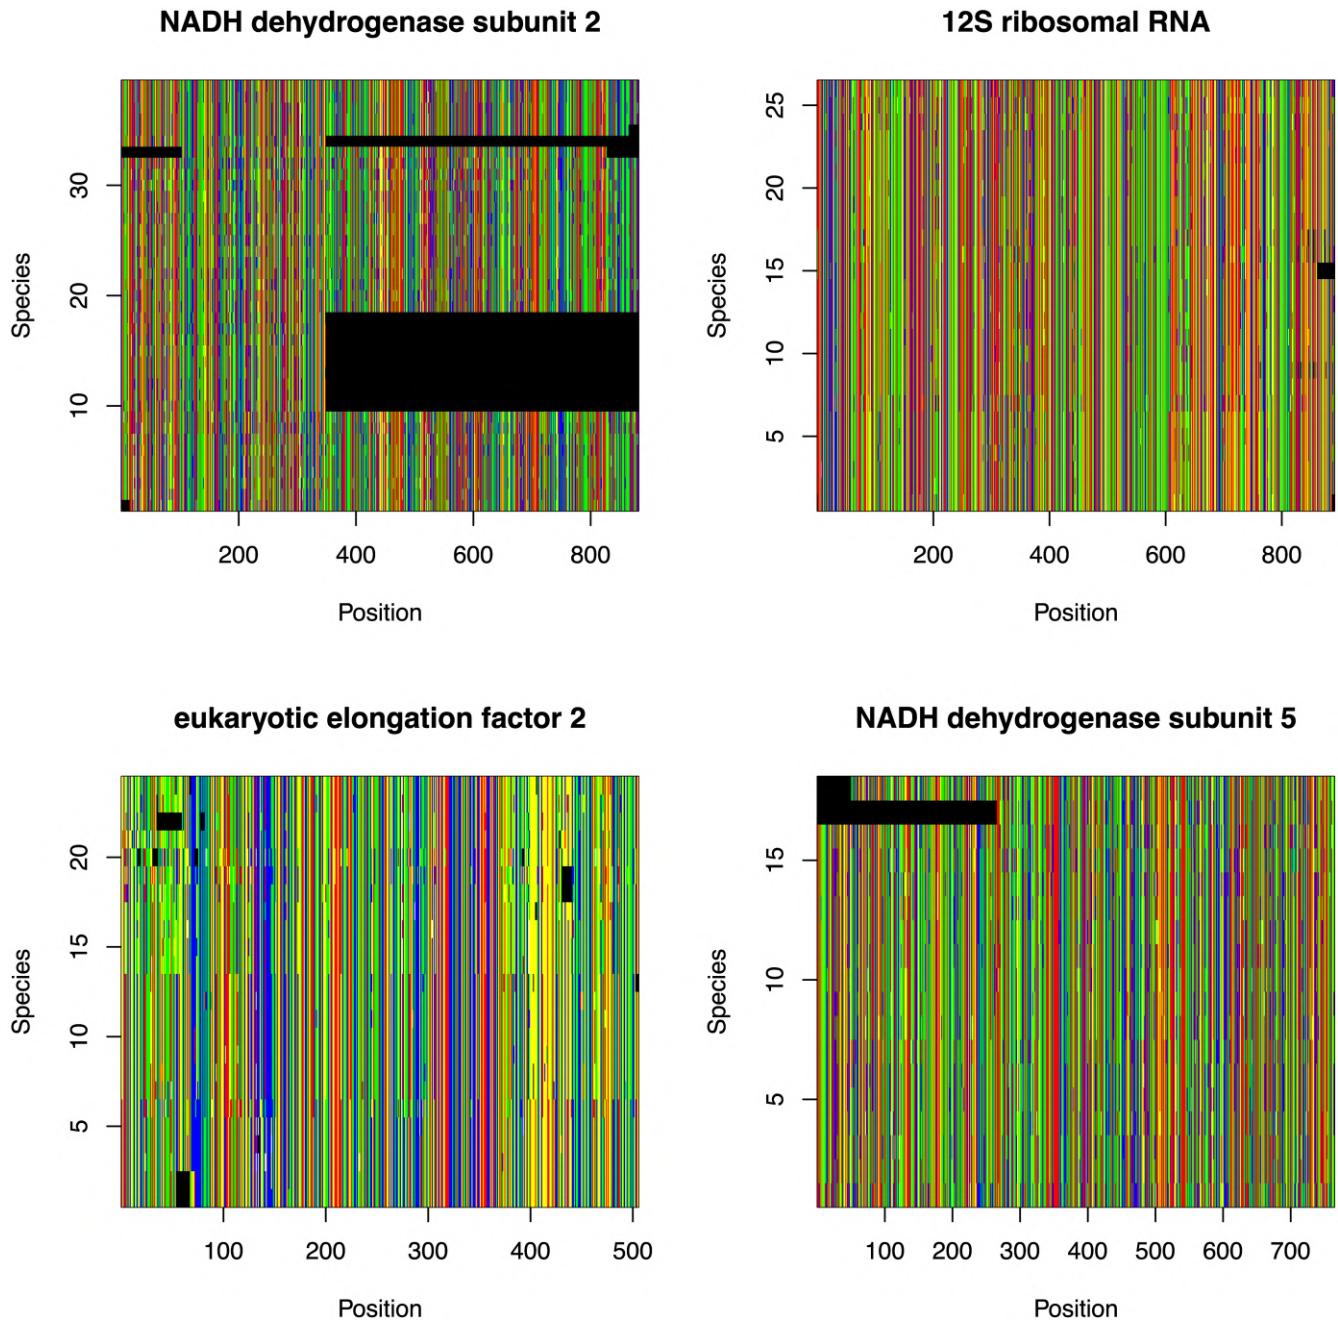 NADH dehydrogenase subunit 2
Species
30
20
10
200 400 600 800
Position
12S ribosomal RNA
Species
25
20
15
10
5
200 400 600 800
Position
eukaryotic elongation factor 2
Species
20
15
10
5
100 200 300 400 500
Position
NADH dehydrogenase subunit 5
Species
15
10
5
100 200 300 400 500 600 700
Position